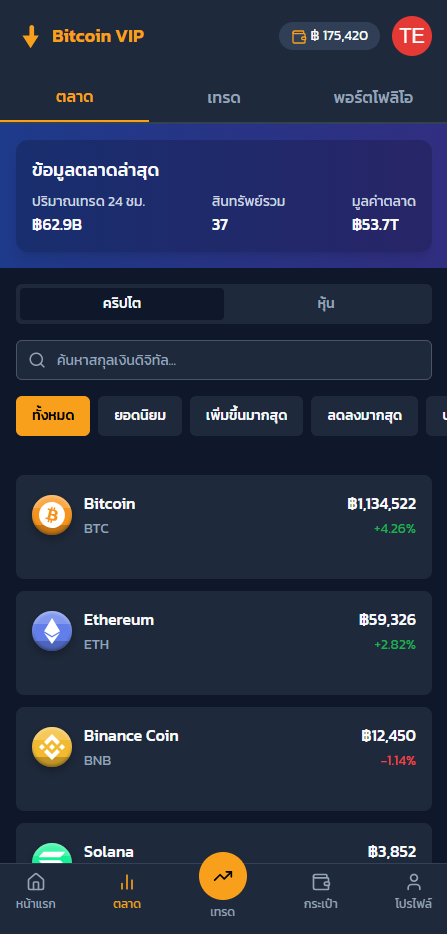 Bitcoin VIP
฿ 175,420
TE
ตลาด
เทรด
พอร์ตโฟลิโอ
ข้อมูลตลาดล่าสุด
ปริมาณเทรด 24 ชม.
สินทรัพย์รวม
มูลค่าตลาด
฿62.9B
37
฿53.7T
คริปโต
หุ้น
ค้นหาสกุลเงินดิจิทัล...
ทั้งหมด
ยอดนิยม
เพิ่มขึ้นมากสุด
ลดลงมากสุด
Bitcoin
฿1,134,522
BTC
+4.26%
Ethereum
฿59,326
ETH
+2.82%
Binance Coin
฿12,450
BNB
-1.14%
Solana
฿3,852
หน้าแรก
ตลาด
เทรด
กระเป๋า
โปรไฟล์